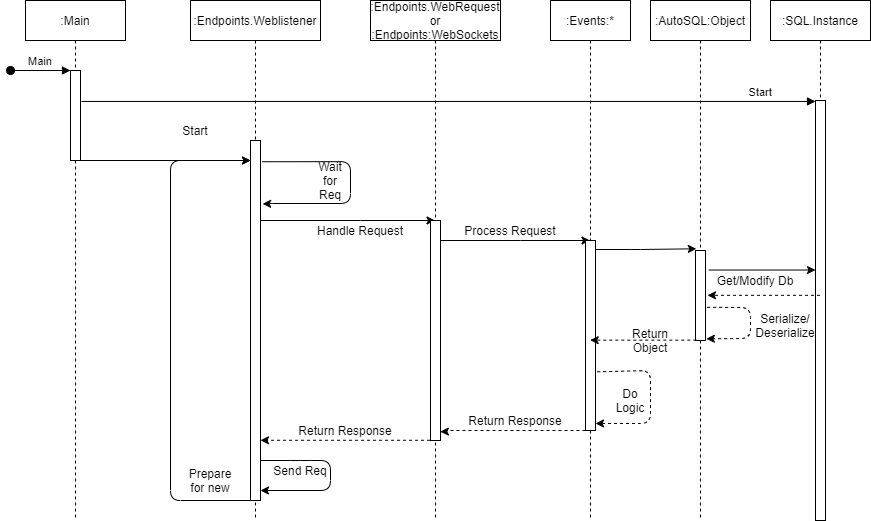 :Main
:Endpoints.Weblistener
:Endpoints.WebRequest
or
:Endpoints:WebSockets
:Events:*
:AutoSQL:Object
:SQL.Instance
Main
Start
Start
Wait
for
Req
Handle Request
Process Request
Get/Modify Db
Serialize/
Deserialize
Return
Object
Do
Logic
Return Response
Return Response
Send Req
Prepare
for new